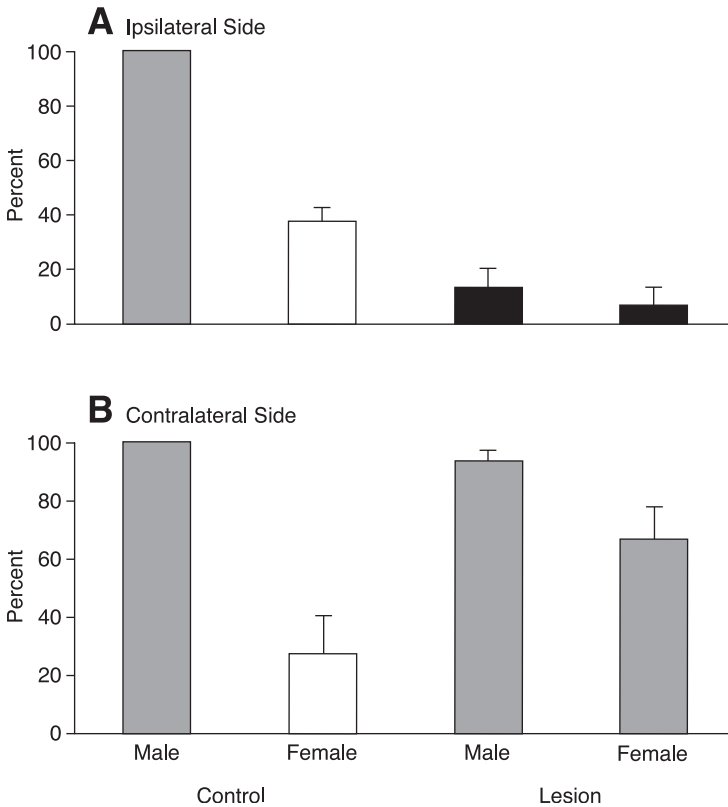 A Ipsilateral Side
100
80
60
40
20
0
Percent
B Contralateral Side
100
80
60
40
20
0
Percent
Male Female Male Female
Control Lesion